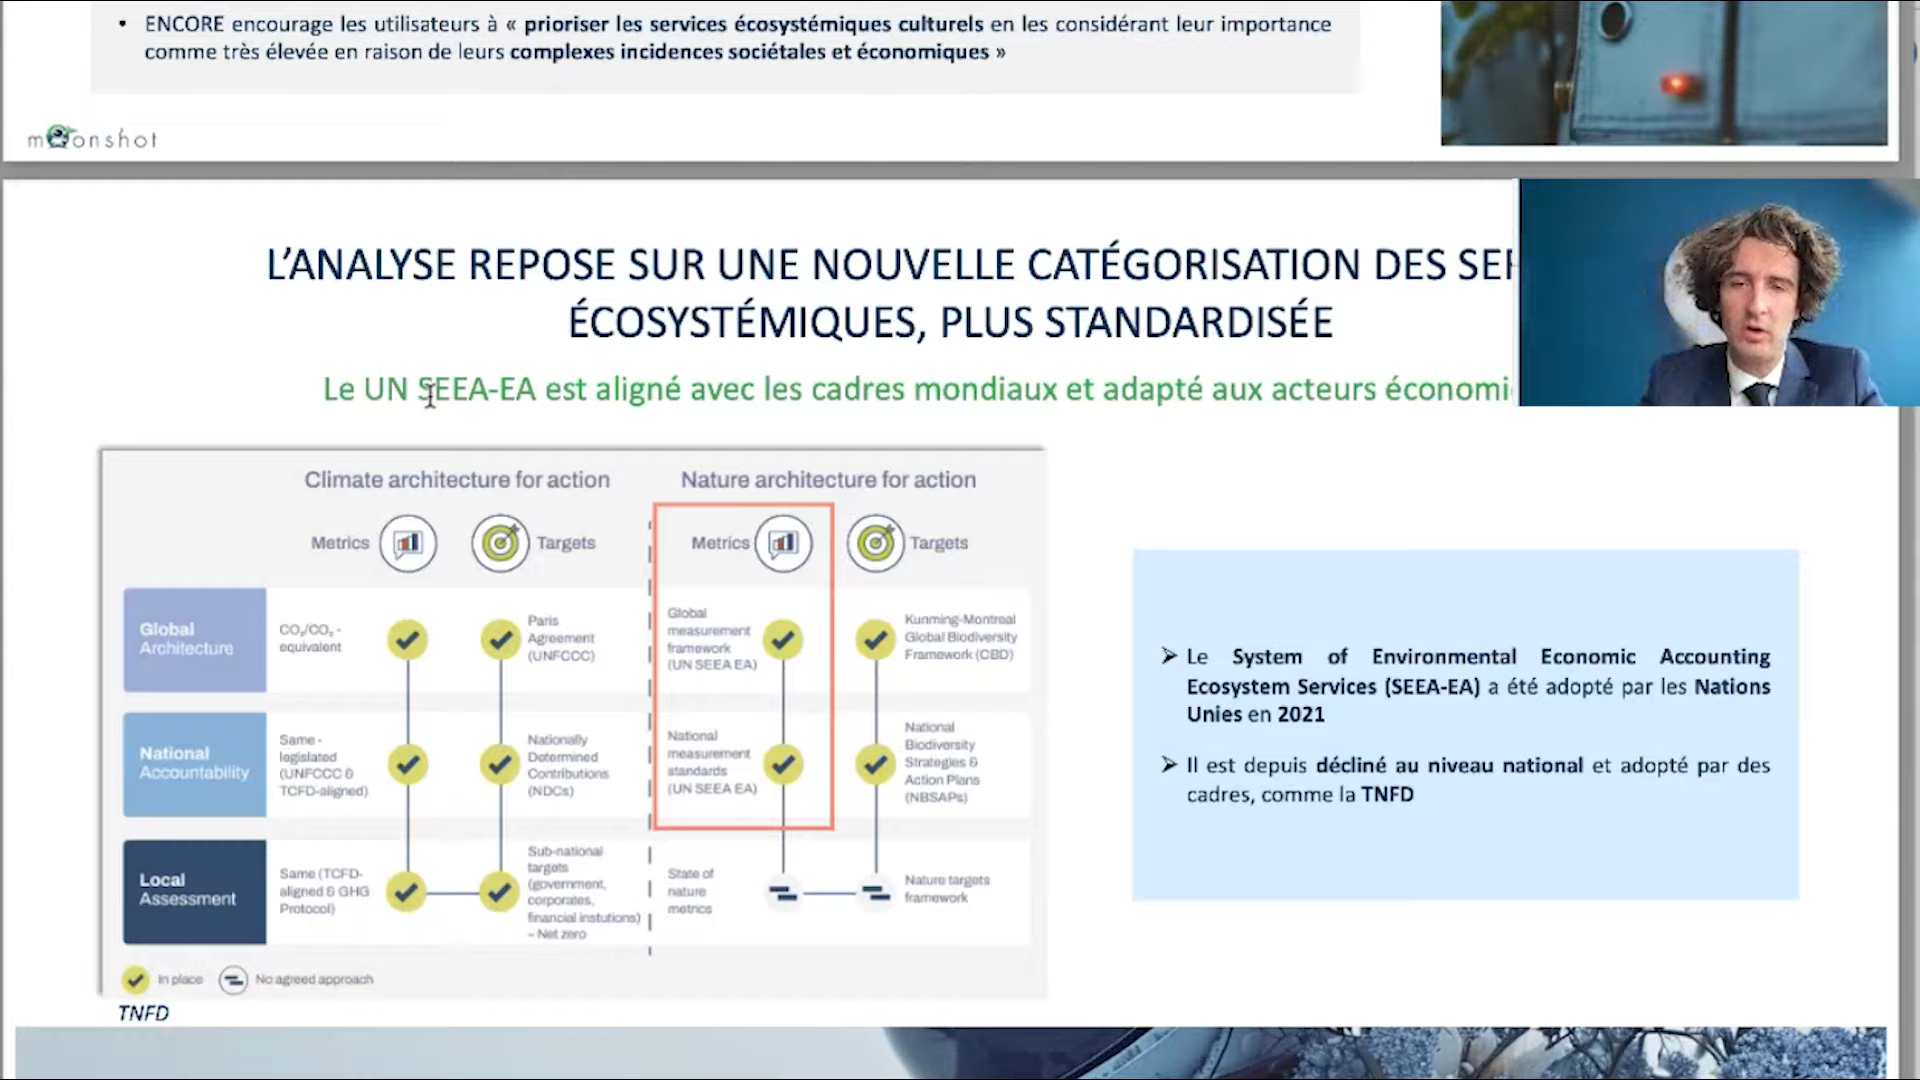 • ENCORE encourage les utilisateurs à « prioriser les services écosystémiques culturels en les considérant leur importance
comme très élevée en raison de leurs complexes incidences sociétales et économiques »
moonshot
L'ANALYSE REPOSE SUR UNE NOUVELLE CATÉGORISATION DES SER
ÉCOSYSTÉMIQUES, PLUS STANDARDISÉE
Le UN SEEA-EA est aligné avec les cadres mondiaux et adapté aux acteurs économi
Climate architecture for action
Nature architecture for action
Metrics
Targets
Metrics
Targets
Global
Architecture
CO₂/CO₂ -
equivalent
Paris
Agreement
(UNFCCC)
Global
measurement
framework
(UN SEEA EA)
Kunming-Montreal
Global Biodiversity
Framework (CBD)
National
Accountability
Same -
legislated
(UNFCCC &
TCFD-aligned)
Nationally
Determined
Contributions
(NDCs)
National
measurement
standards
(UN SEEA EA)
National
Biodiversity
Strategies &
Action Plans
(NBSAPs)
Local
Assessment
Same (TCFD-
aligned & GHG
Protocol)
Sub-national
targets
(government,
corporates,
financial instutions)
– Net zero
State of
nature
metrics
Nature targets
framework
In place
No agreed approach
TNFD
➢ Le System of Environmental Economic Accounting
Ecosystem Services (SEEA-EA) a été adopté par les Nations
Unies en 2021
➢ Il est depuis décliné au niveau national et adopté par des
cadres, comme la TNFD